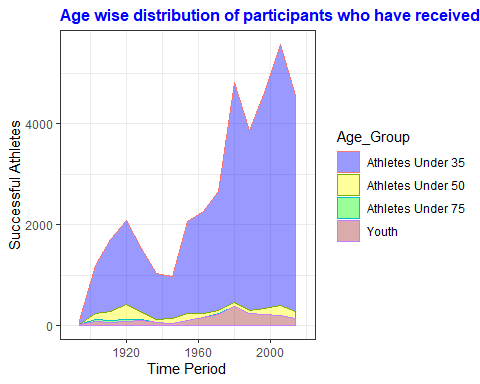 Age wise distribution of participants who have received
Successful Athletes
4000
2000
0
1920
1960
2000
Time Period
Age_Group
Athletes Under 35
Athletes Under 50
Athletes Under 75
Youth